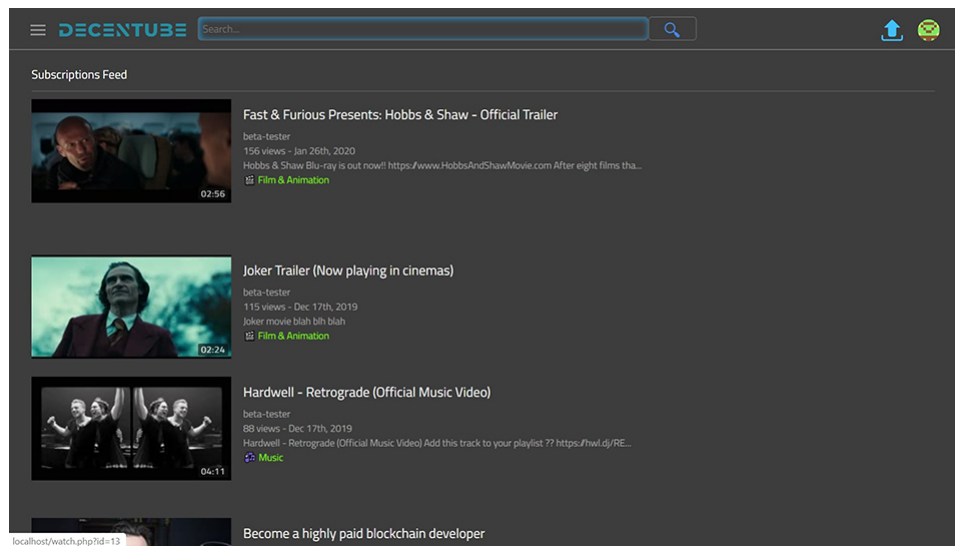 DECENTUBE
Search...
Subscriptions Feed
Fast & Furious Presents: Hobbs & Shaw - Official Trailer
beta-tester
156 views - Jan 26th, 2020
Hobbs & Shaw Blu-ray is out now!! https://www.HobbsAndShawMovie.com After eight films tha...
Film & Animation
02:56
Joker Trailer (Now playing in cinemas)
beta-tester
115 views - Dec 17th, 2019
Joker movie blah blh blah
Film & Animation
02:24
Hardwell - Retrograde (Official Music Video)
beta-tester
88 views - Dec 17th, 2019
Hardwell - Retrograde (Official Music Video) Add this track to your playlist ?? https://hwl.dj/RE...
Music
04:11
Become a highly paid blockchain developer
localhost/watch.php?id=13